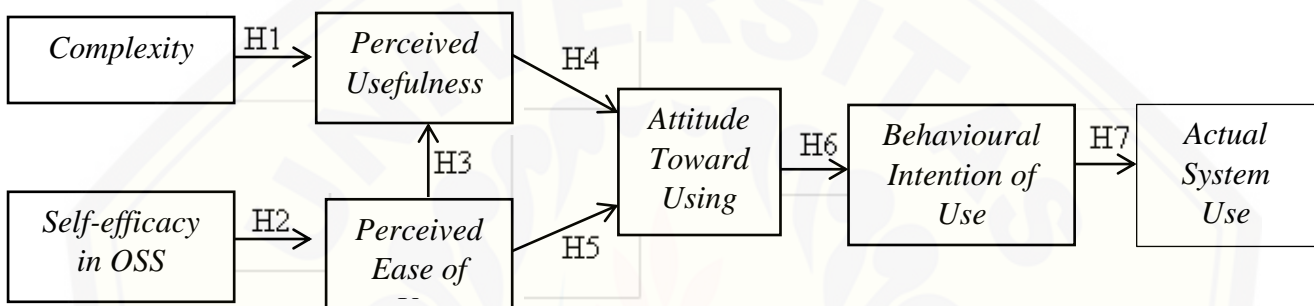 Complexity
H1
Perceived
Usefulness
H4
Attitude
Toward
Using
H6
Behavioural
Intention of
Use
H7
Actual
System
Use
H3
Self-efficacy
in OSS
H2
Perceived
Ease of
H5
UNIVERSITAS